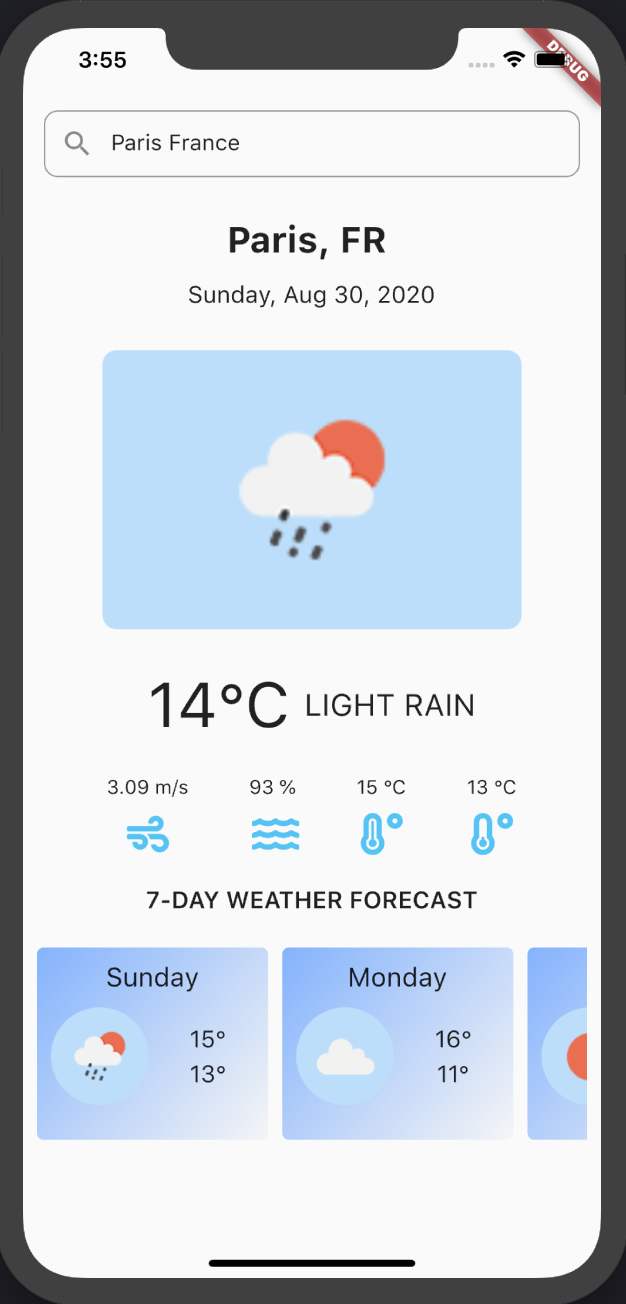 3:55
DEBUG
Paris France
Paris, FR
Sunday, Aug 30, 2020
14°C LIGHT RAIN
3.09 m/s 93 % 15 °C 13 °C
7-DAY WEATHER FORECAST
Sunday Monday
15° 16°
13° 11°